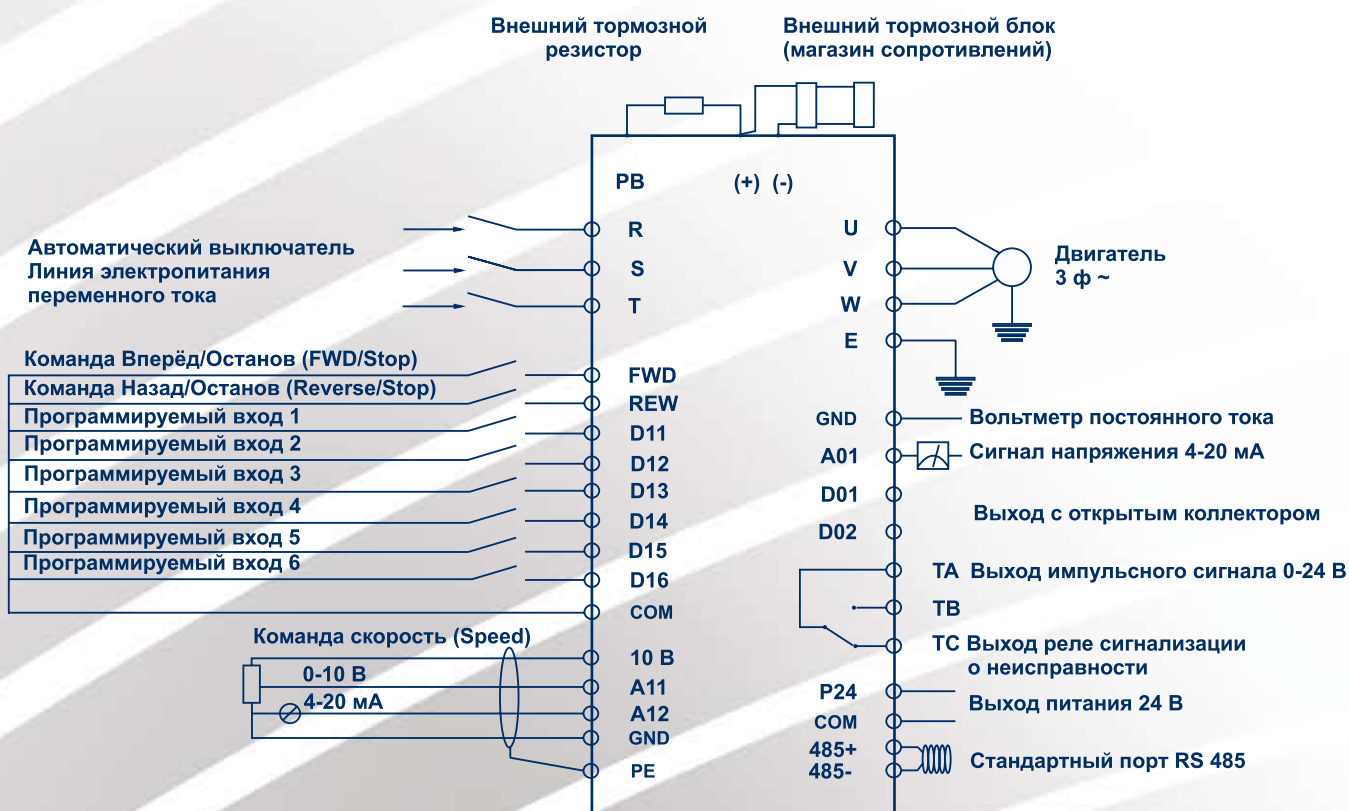 Внешний тормозной
резистор
Внешний тормозной блок
(магазин сопротивлений)
PB
(+) (-)
Автоматический выключатель
Линия электропитания
переменного тока
R
S
T
U
V
W
E
Двигатель
3 ф ~
Команда Вперёд/Останов (FWD/Stop)
Команда Назад/Останов (Reverse/Stop)
Программируемый вход 1
Программируемый вход 2
Программируемый вход 3
Программируемый вход 4
Программируемый вход 5
Программируемый вход 6
FWD
REW
D11
D12
D13
D14
D15
D16
COM
Команда скорость (Speed)
0-10 В
4-20 мА
10 В
A11
A12
GND
PE
GND
Вольтметр постоянного тока
A01
Сигнал напряжения 4-20 мА
D01
D02
Выход с открытым коллектором
TA Выход импульсного сигнала 0-24 В
TB
TC Выход реле сигнализации
о неисправности
P24
COM
Выход питания 24 В
485+
485-
Стандартный порт RS 485